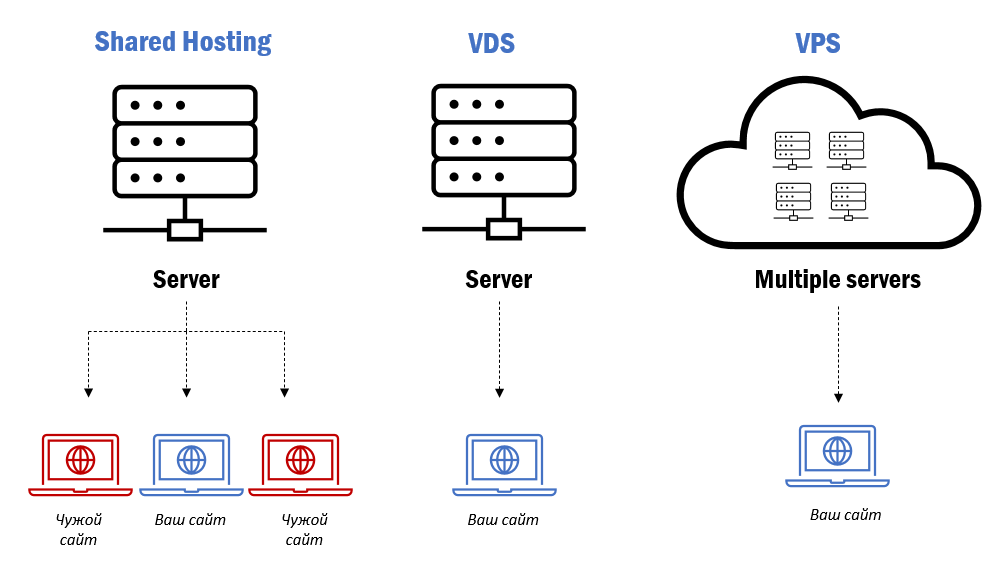 Shared Hosting
VDS
VPS
Server
Server
Multiple servers
Чужой
сайт
Ваш сайт
Чужой
сайт
Ваш сайт
Ваш сайт